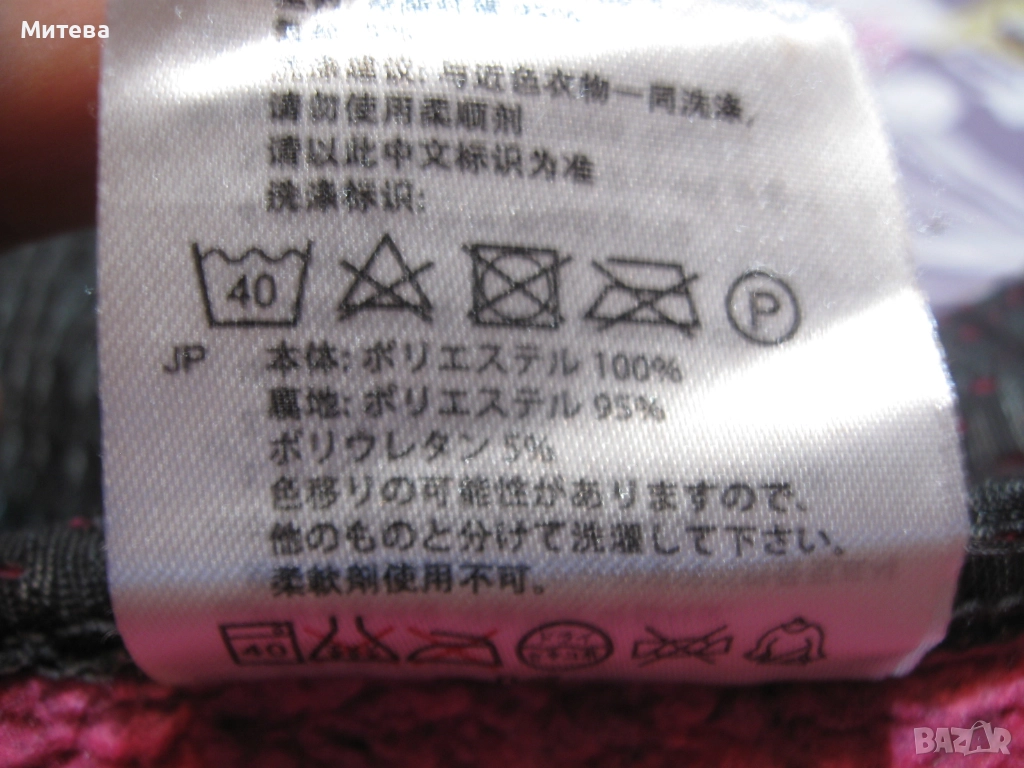 Митева
95%
洗涤建议: 与近色衣物一同洗涤,
请勿使用柔顺剂
请以此中文标识为准
洗涤标识:
40
P
JP
本体: ポリエステル 100%
裏地: ポリエステル 95%
ポリウレタン 5%
色移りの可能性がありますので、
他のものと分けて洗濯して下さい。
柔軟剤使用不可。
40
ドライ
BAZAR